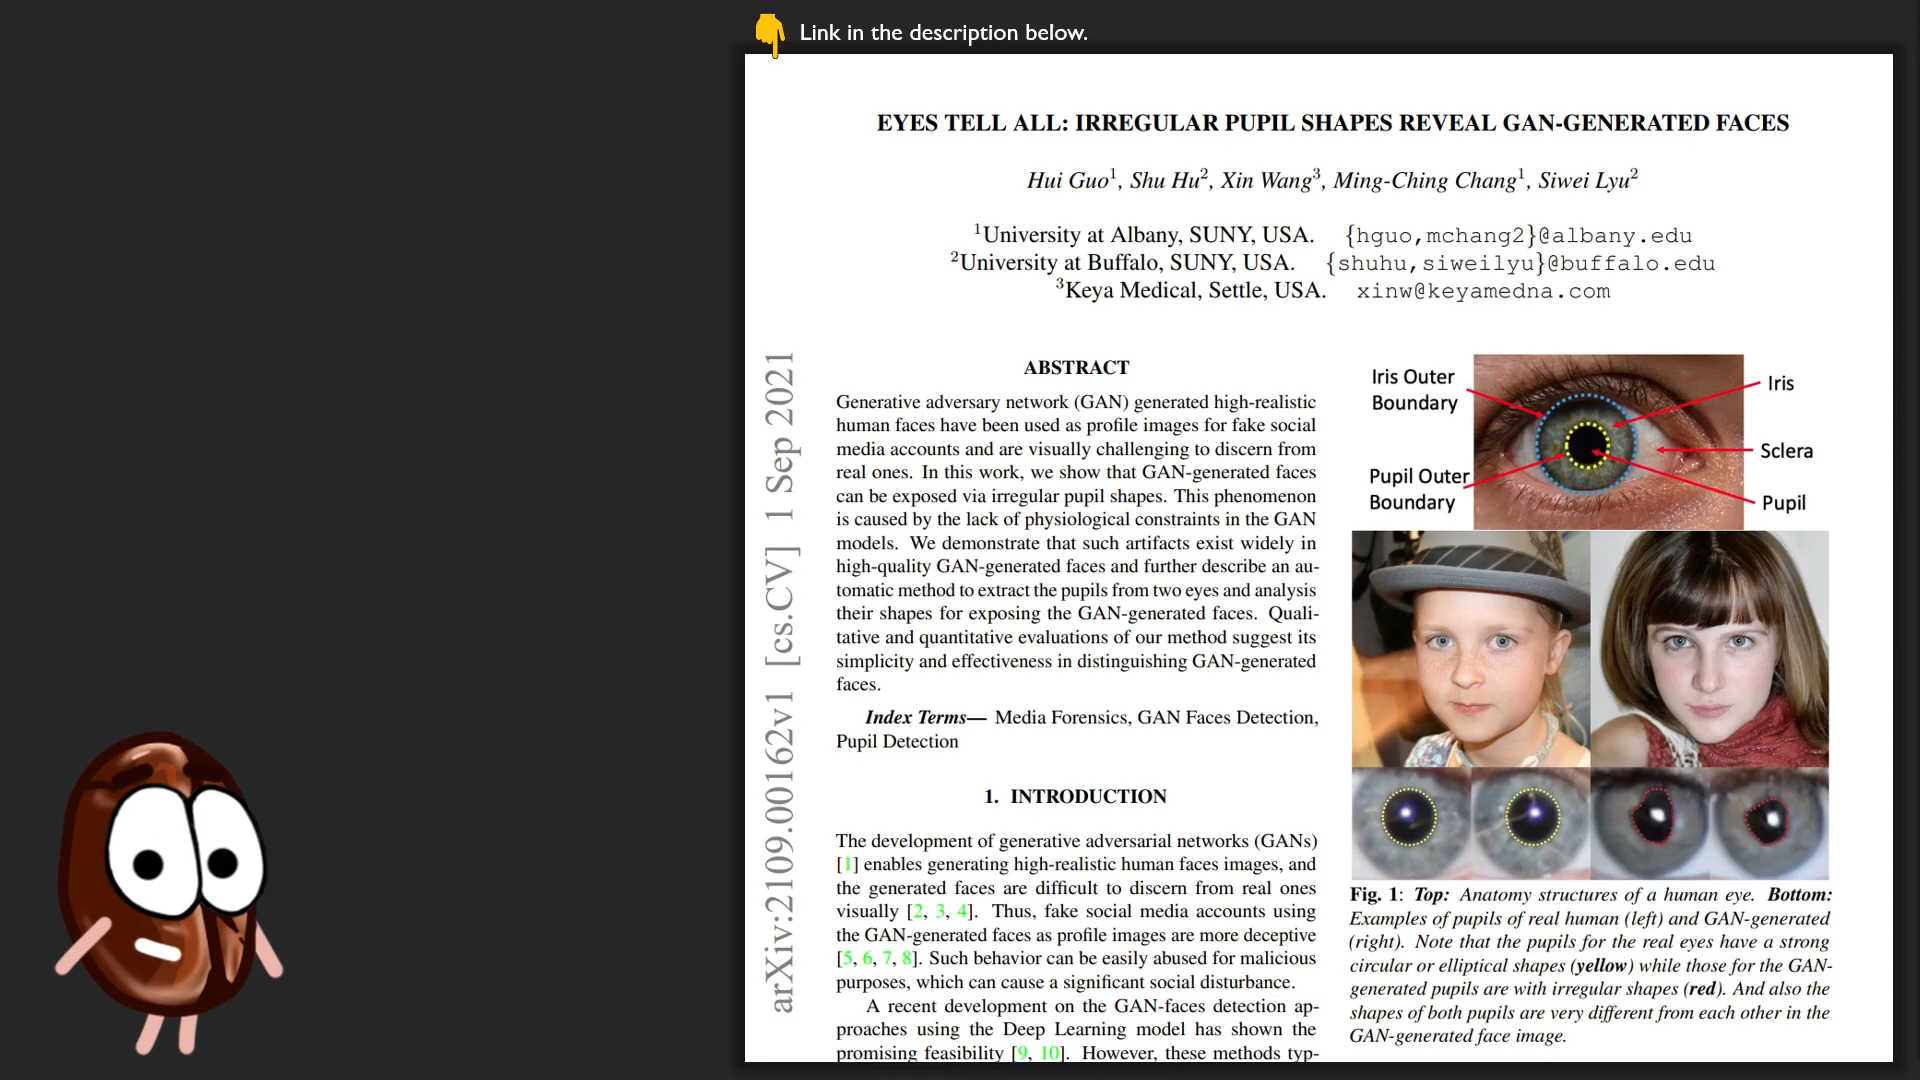 Link in the description below.
EYES TELL ALL: IRREGULAR PUPIL SHAPES REVEAL GAN-GENERATED FACES
Hui Guo1, Shu Hu2, Xin Wang3, Ming-Ching Chang1, Siwei Lyu2
1University at Albany, SUNY, USA. {hguo,mchang2}@albany.edu
2University at Buffalo, SUNY, USA. {shuhu,siweilyu}@buffalo.edu
3Keya Medical, Settle, USA. xinw@keyamedna.com
arXiv:2109.00162v1 [cs.CV] 1 Sep 2021
ABSTRACT
Generative adversary network (GAN) generated high-realistic
human faces have been used as profile images for fake social
media accounts and are visually challenging to discern from
real ones. In this work, we show that GAN-generated faces
can be exposed via irregular pupil shapes. This phenomenon
is caused by the lack of physiological constraints in the GAN
models. We demonstrate that such artifacts exist widely in
high-quality GAN-generated faces and further describe an au-
tomatic method to extract the pupils from two eyes and analysis
their shapes for exposing the GAN-generated faces. Quali-
tative and quantitative evaluations of our method suggest its
simplicity and effectiveness in distinguishing GAN-generated
faces.
Index Terms— Media Forensics, GAN Faces Detection,
Pupil Detection
1. INTRODUCTION
The development of generative adversarial networks (GANs)
[1] enables generating high-realistic human faces images, and
the generated faces are difficult to discern from real ones
visually [2, 3, 4]. Thus, fake social media accounts using
the GAN-generated faces as profile images are more deceptive
[5, 6, 7, 8]. Such behavior can be easily abused for malicious
purposes, which can cause a significant social disturbance.
A recent development on the GAN-faces detection ap-
proaches using the Deep Learning model has shown the
promising feasibility [9, 10]. However, these methods typ-
Iris Outer
Boundary
Iris
Sclera
Pupil Outer
Boundary
Pupil
Fig. 1: Top: Anatomy structures of a human eye. Bottom:
Examples of pupils of real human (left) and GAN-generated
(right). Note that the pupils for the real eyes have a strong
circular or elliptical shapes (yellow) while those for the GAN-
generated pupils are with irregular shapes (red). And also the
shapes of both pupils are very different from each other in the
GAN-generated face image.